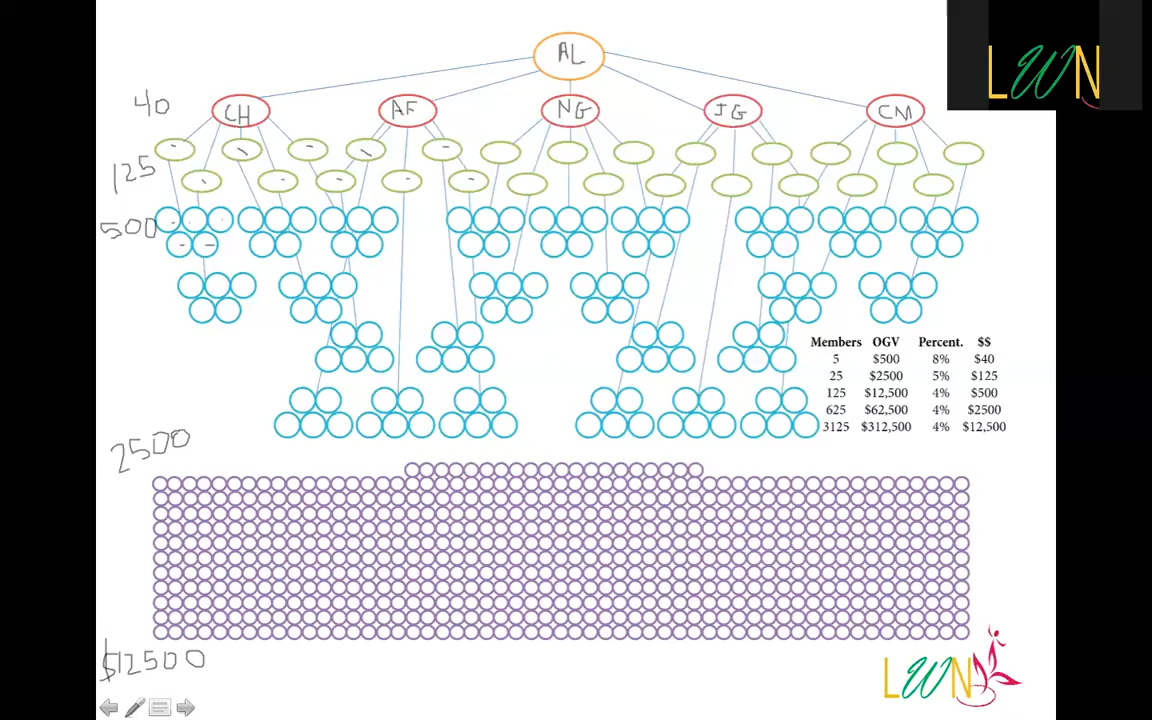 LWN
AL
40
CH AF NG JG CM
125
500
Members OGV Percent. $$
5 $500 8% $40
25 $2500 5% $125
125 $12,500 4% $500
625 $62,500 4% $2500
3125 $312,500 4% $12,500
2500
$12500
LWN